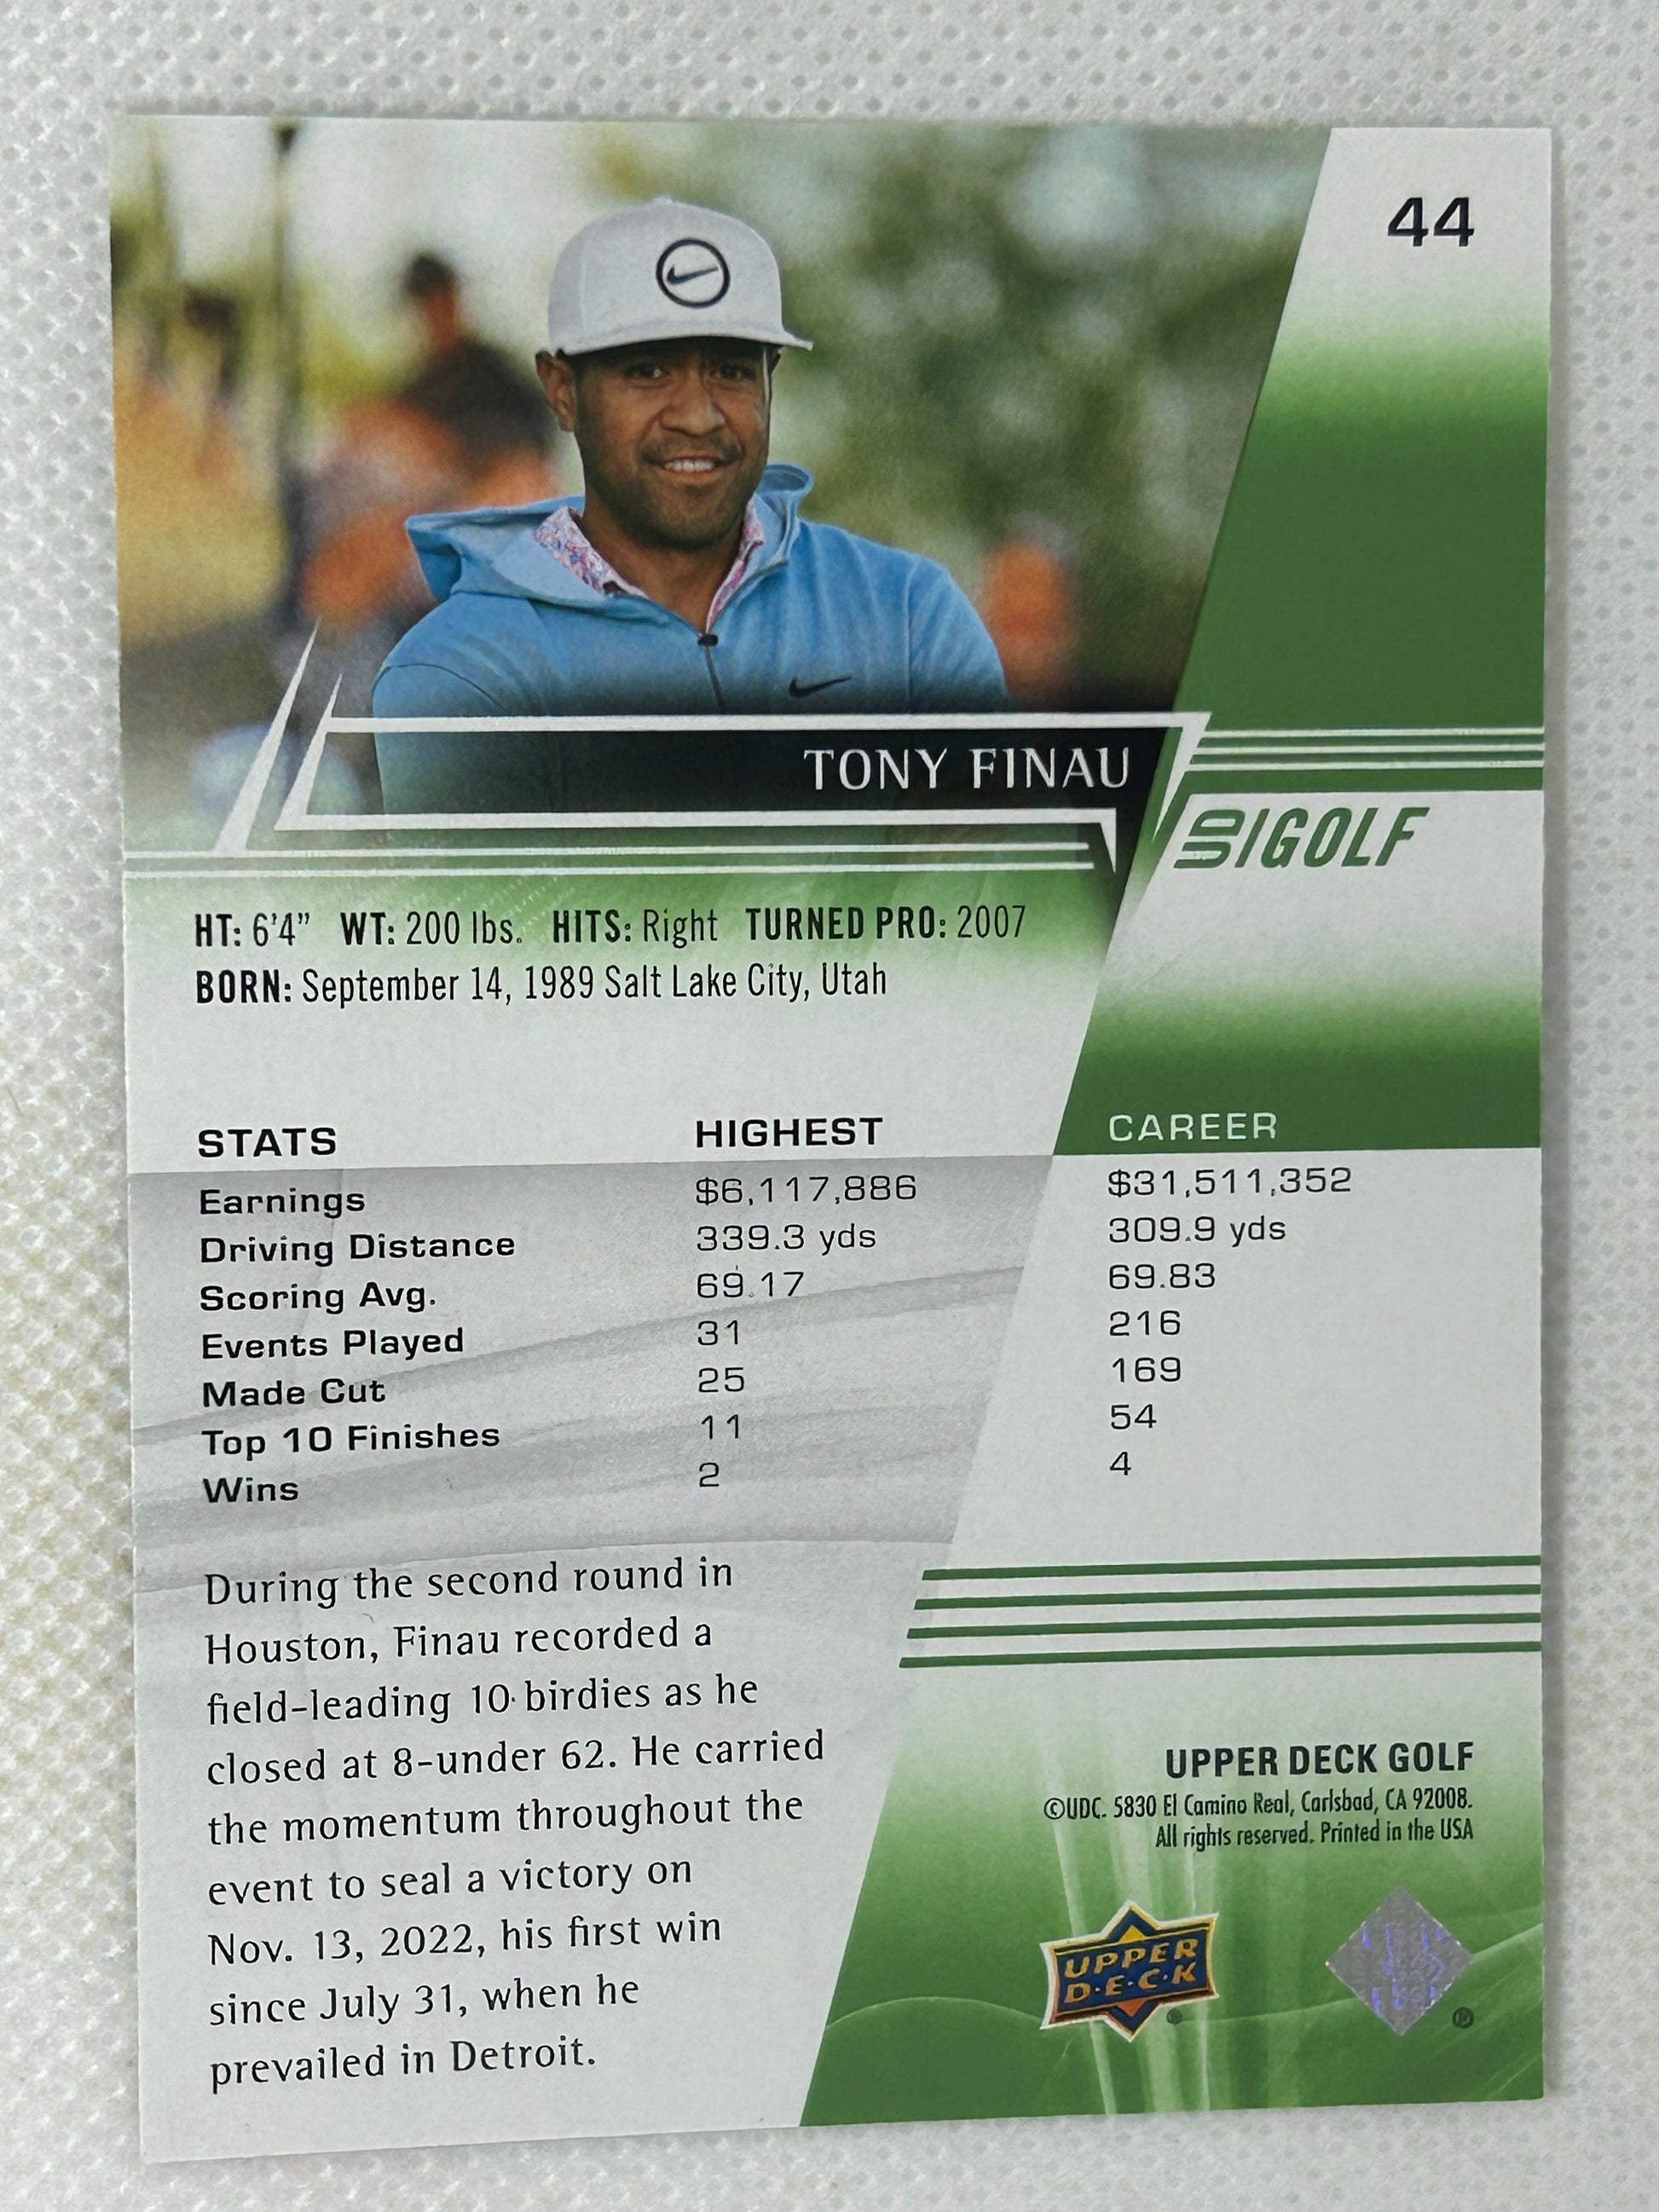 44
TONY FINAU
UD/GOLF
HT: 6'4" WT: 200 lbs. HITS: Right TURNED PRO: 2007
BORN: September 14, 1989 Salt Lake City, Utah
STATS HIGHEST CAREER
Earnings $6,117,886 $31,511,352
Driving Distance 339.3 yds 309.9 yds
Scoring Avg. 69.17 69.83
Events Played 31 216
Made Cut 25 169
Top 10 Finishes 11 54
Wins 2 4
During the second round in
Houston, Finau recorded a
field-leading 10 birdies as he
closed at 8-under 62. He carried
the momentum throughout the
event to seal a victory on
Nov. 13, 2022, his first win
since July 31, when he
prevailed in Detroit.
UPPER DECK GOLF
©UDC. 5830 El Camino Real, Carlsbad, CA 92008.
All rights reserved. Printed in the USA
UPPER
D·E·C·K
®
®